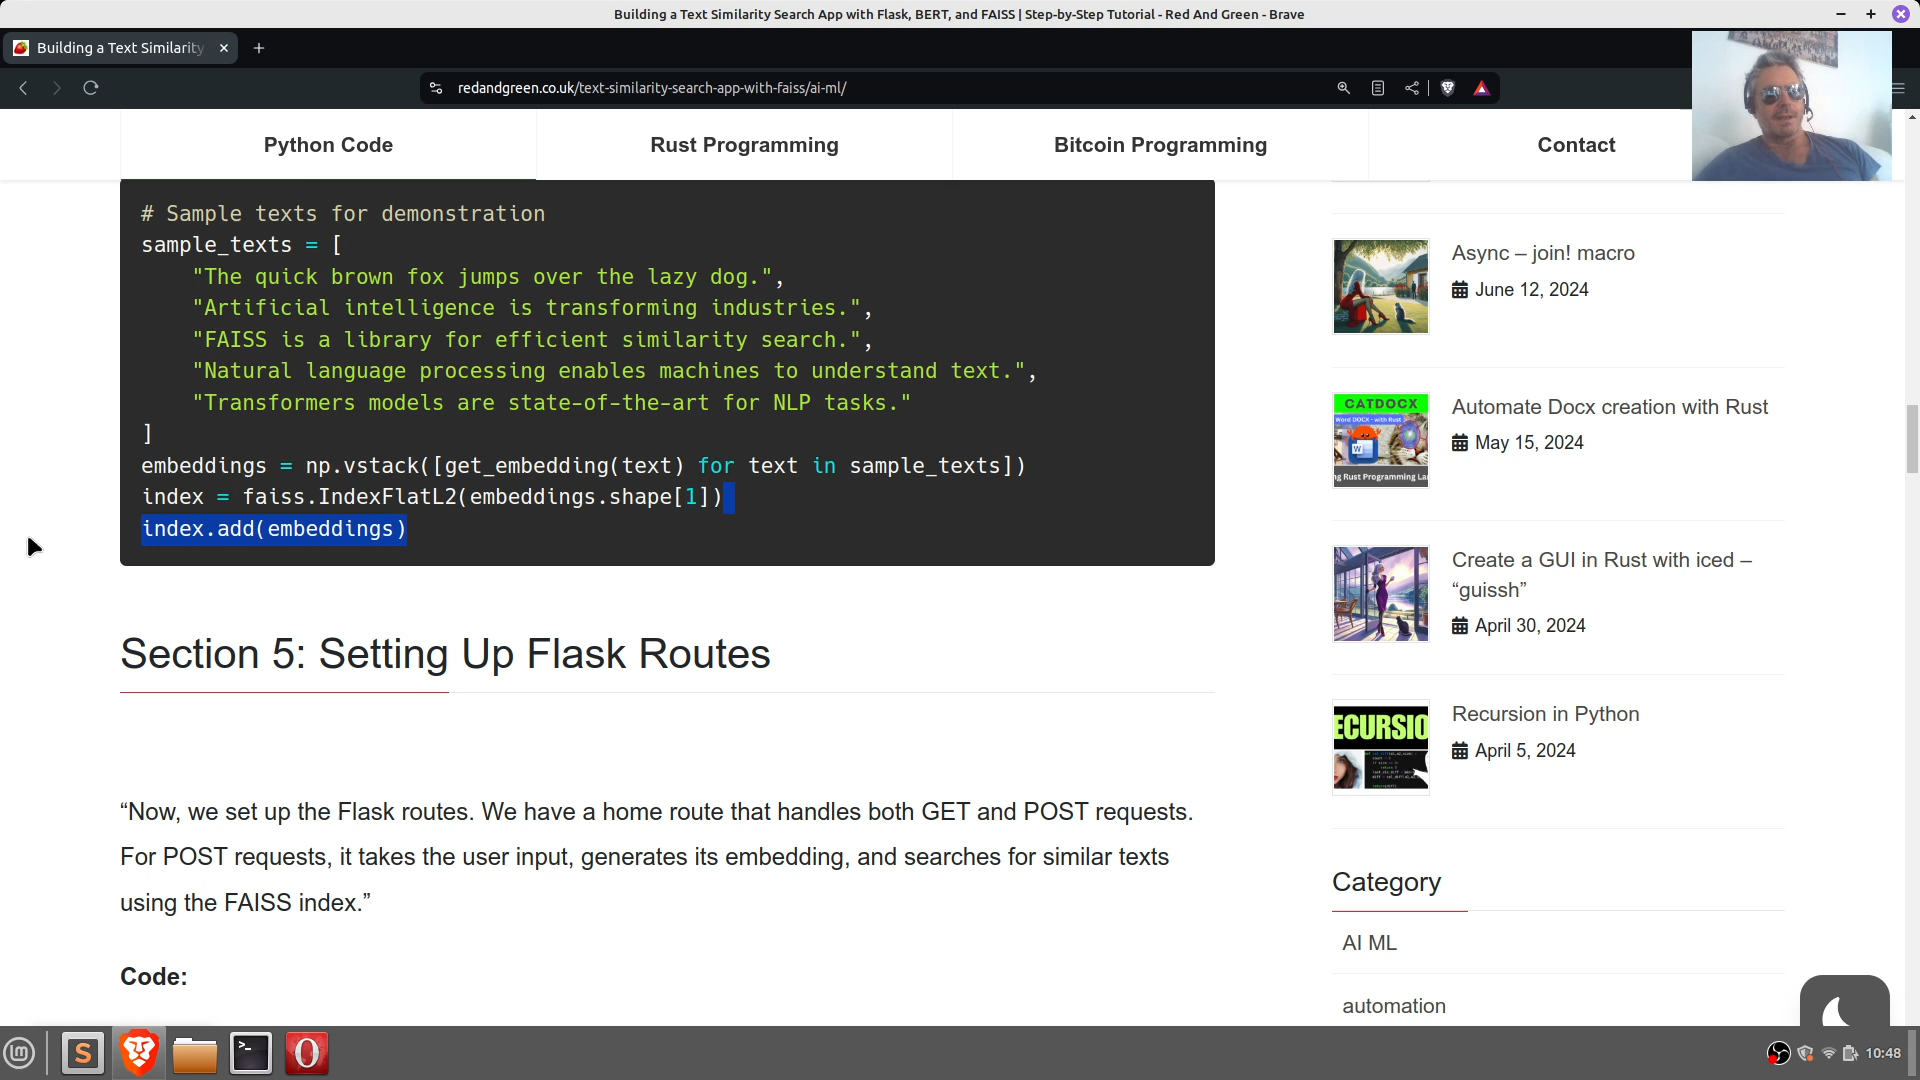 Building a Text Similarity Search App with Flask, BERT, and FAISS | Step-by-Step Tutorial - Red And Green - Brave
Building a Text Similarity
redandgreen.co.uk/text-similarity-search-app-with-faiss/ai-ml/
Python Code
Rust Programming
Bitcoin Programming
Contact
# Sample texts for demonstration
sample_texts = [
"The quick brown fox jumps over the lazy dog.",
"Artificial intelligence is transforming industries.",
"FAISS is a library for efficient similarity search.",
"Natural language processing enables machines to understand text.",
"Transformers models are state-of-the-art for NLP tasks."
]
embeddings = np.vstack([get_embedding(text) for text in sample_texts])
index = faiss.IndexFlatL2(embeddings.shape[1])
index.add(embeddings)
Section 5: Setting Up Flask Routes
“Now, we set up the Flask routes. We have a home route that handles both GET and POST requests.
For POST requests, it takes the user input, generates its embedding, and searches for similar texts
using the FAISS index.”
Code:
Async – join! macro
June 12, 2024
CATDOCX
Word DOCX - with Rust
W
ng Rust Programming La
Automate Docx creation with Rust
May 15, 2024
Create a GUI in Rust with iced –
“guissh”
April 30, 2024
ECURSIO
Recursion in Python
April 5, 2024
Category
AI ML
automation
10:48